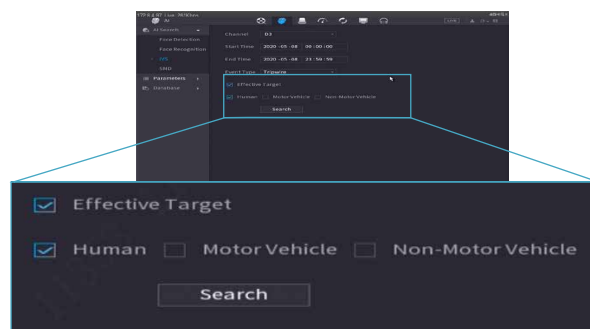 AI
LIVE
AI Search
Face Detection
Face Recognition
IVS
SMD
Parameters
Database
Channel D3
Start Time 2020 -05 -08 00 : 00 : 00
End Time 2020 -05 -08 23 : 59 : 59
Event Type Tripwire
Effective Target
Human Motor Vehicle Non-Motor Vehicle
Search
Effective Target
Human Motor Vehicle Non-Motor Vehicle
Search